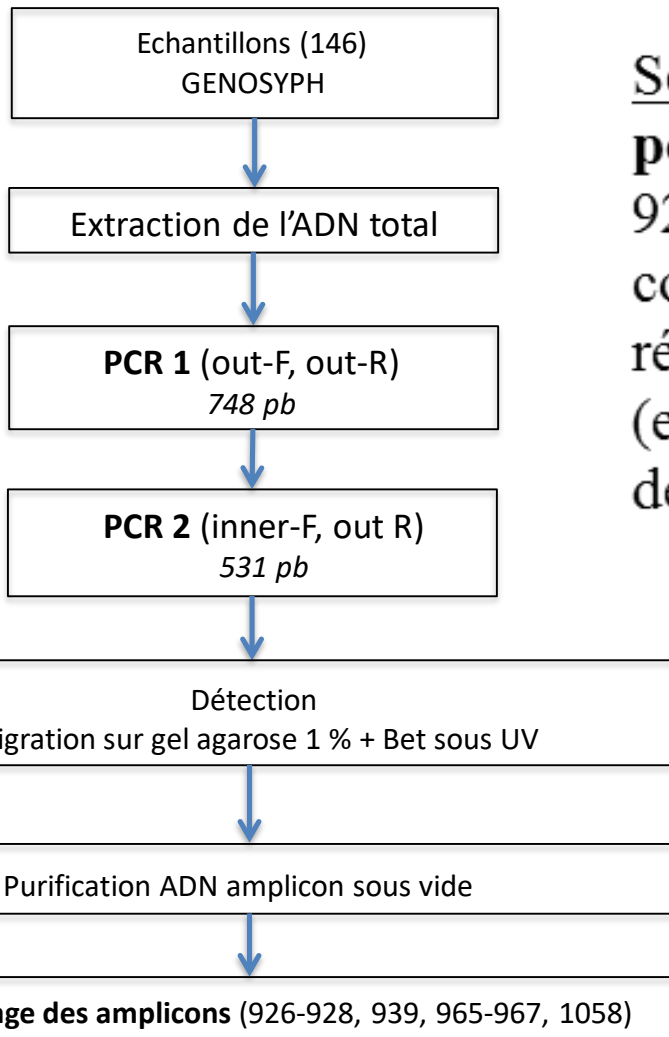 Echantillons (146)
GENOSYPH
Extraction de l’ADN total
PCR 1 (out-F, out-R)
748 pb
PCR 2 (inner-F, out R)
531 pb
Détection
sur gel agarose 1 % + Bet sous UV
Purification ADN amplicon sous vide
des amplicons (926-928, 939, 965-967, 1058)